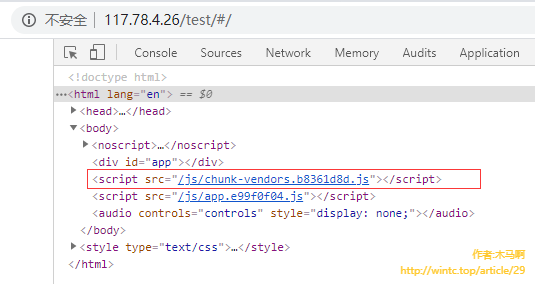 不安全 | 117.78.4.26/test/#/
Console Sources Network Memory Audits Application
<!doctype html>
···<html lang="en"> == $0
▶<head>…</head>
▼<body>
▶<noscript>…</noscript>
<div id="app"></div>
<script src="/js/chunk-vendors.b8361d8d.js"></script>
<script src="/js/app.e99f0f04.js"></script>
<audio controls="controls" style="display: none;"></audio>
</body>
▶<style type="text/css">…</style>
</html>
作者:木马啊
http://wintc.top/article/29